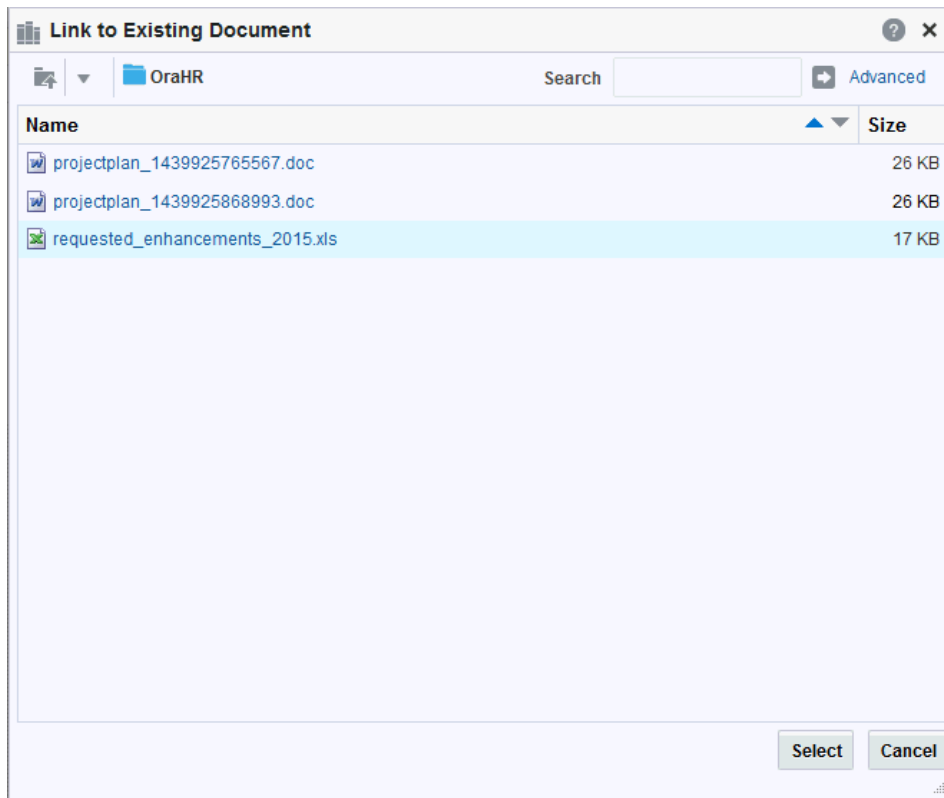 Link to Existing Document
OraHR Search Advanced
Name Size
projectplan_1439925765567.doc 26 KB
projectplan_1439925868993.doc 26 KB
requested_enhancements_2015.xls 17 KB
Select Cancel